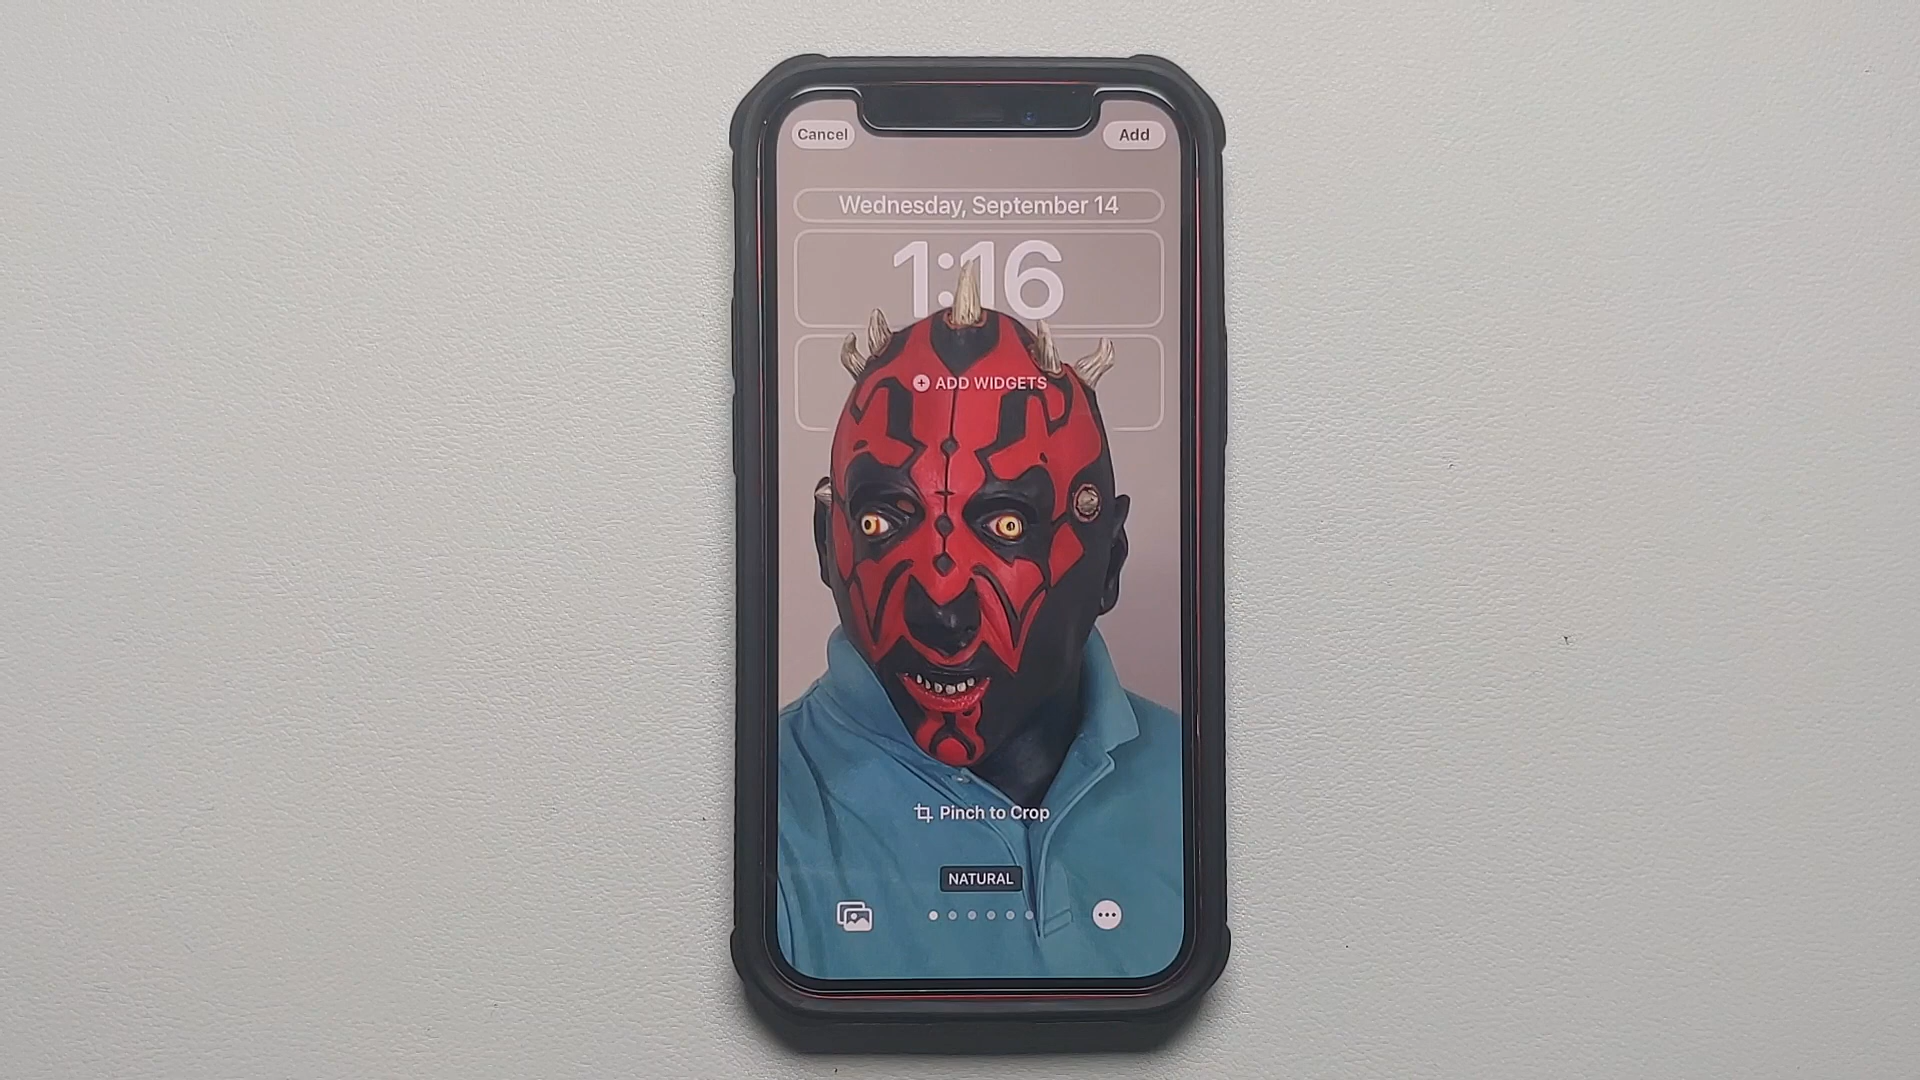 Cancel
Add
Wednesday, September 14
1:16
ADD WIDGETS
Pinch to Crop
NATURAL